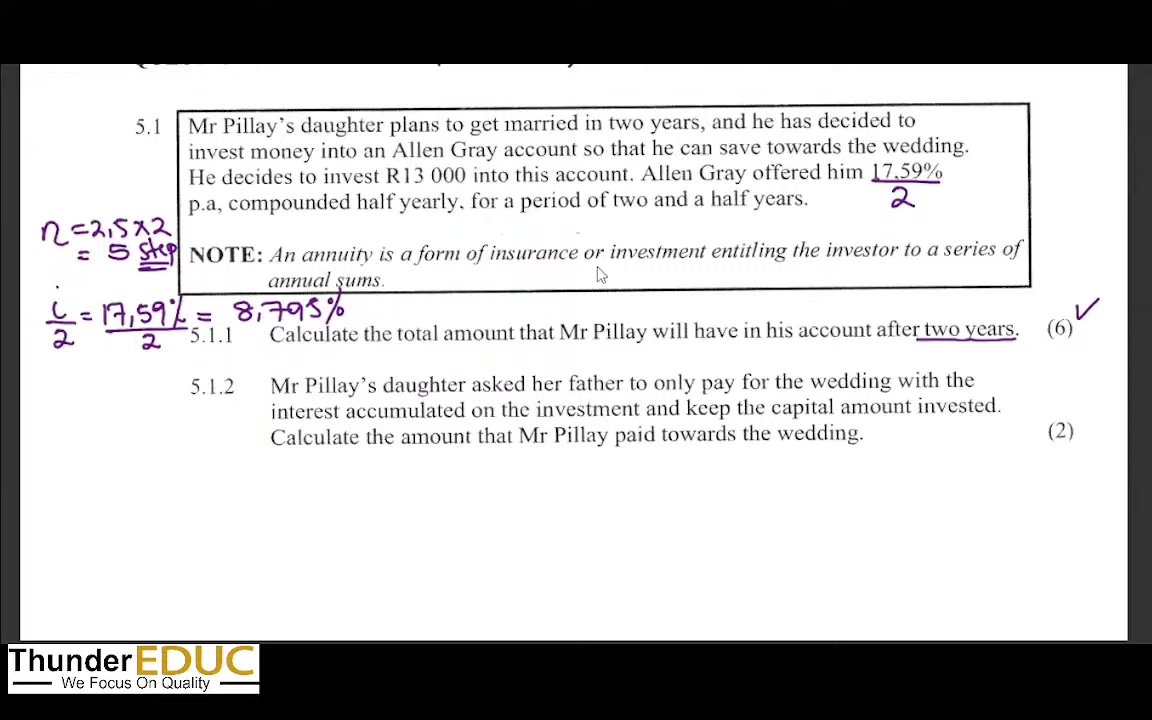 5.1 Mr Pillay's daughter plans to get married in two years, and he has decided to
invest money into an Allen Gray account so that he can save towards the wedding.
He decides to invest R13 000 into this account. Allen Gray offered him 17,59%
2
p.a, compounded half yearly, for a period of two and a half years.
n = 2,5 x 2
= 5 step
NOTE: An annuity is a form of insurance or investment entitling the investor to a series of
annual sums.
i/2 = 17,59%/2 = 8,795%
5.1.1 Calculate the total amount that Mr Pillay will have in his account after two years. (6) ✓
5.1.2 Mr Pillay's daughter asked her father to only pay for the wedding with the
interest accumulated on the investment and keep the capital amount invested.
Calculate the amount that Mr Pillay paid towards the wedding. (2)
ThunderEDUC
We Focus On Quality